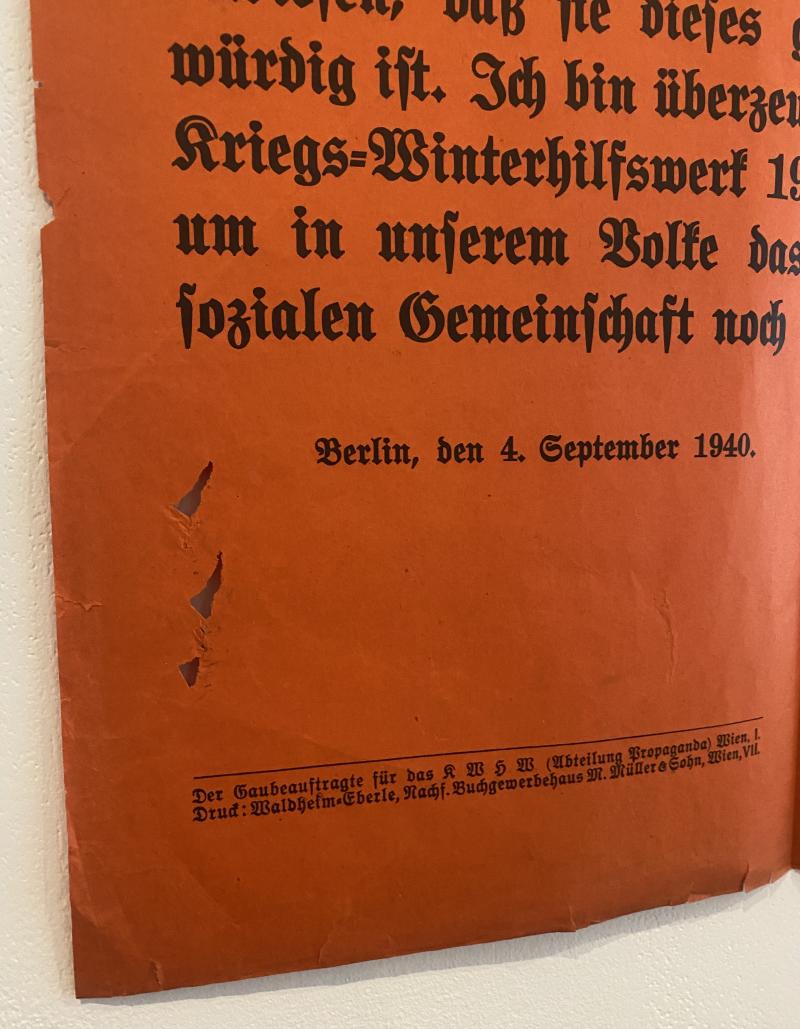 daß sie dieses
würdig ist. Ich bin überzeu
Kriegs=Winterhilfswerk 19
um in unserem Volke das
sozialen Gemeinschaft noch
Berlin, den 4. September 1940.
Der Gaubeauftragte für das K W H W (Abteilung Propaganda) Wien, I.
Druck: Waldheim=Eberle, Nachf. Buchgewerbehaus M. Müller & Sohn, Wien, VII.